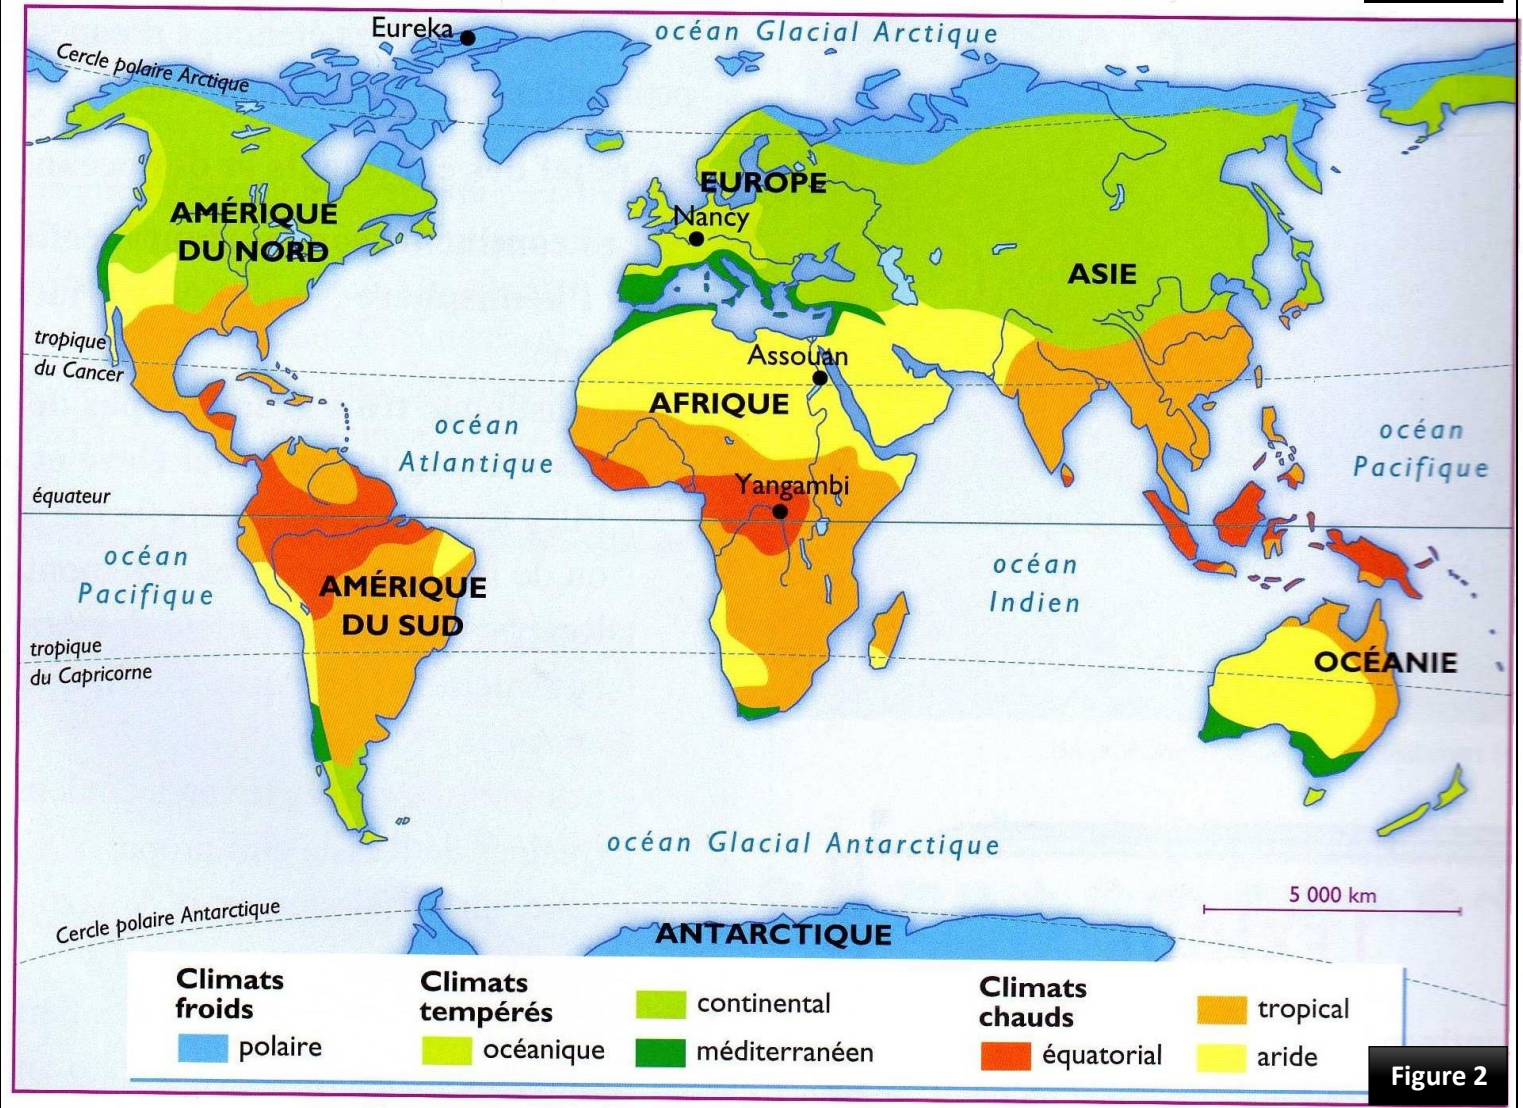 Eureka
océan Glacial Arctique
Cercle polaire Arctique
EUROPE
AMÉRIQUE
DU NORD
Nancy
ASIE
tropique
du Cancer
Assouan
AFRIQUE
océan
Atlantique
océan
Pacifique
Yangambi
équateur
océan
Pacifique
océan
Indien
AMÉRIQUE
DU SUD
tropique
du Capricorne
OCÉANIE
océan Glacial Antarctique
5 000 km
Cercle polaire Antarctique
ANTARCTIQUE
Climats
froids
polaire
Climats
tempérés
océanique
continental
méditerranéen
Climats
chauds
équatorial
tropical
aride
Figure 2